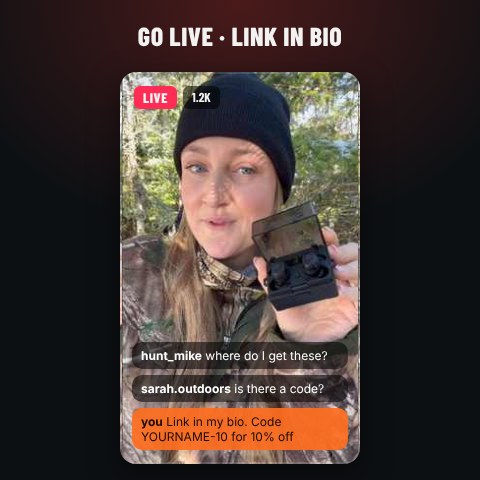 GO LIVE · LINK IN BIO
LIVE 1.2K
hunt_mike where do I get these?
sarah.outdoors is there a code?
you Link in my bio. Code
YOURNAME-10 for 10% off